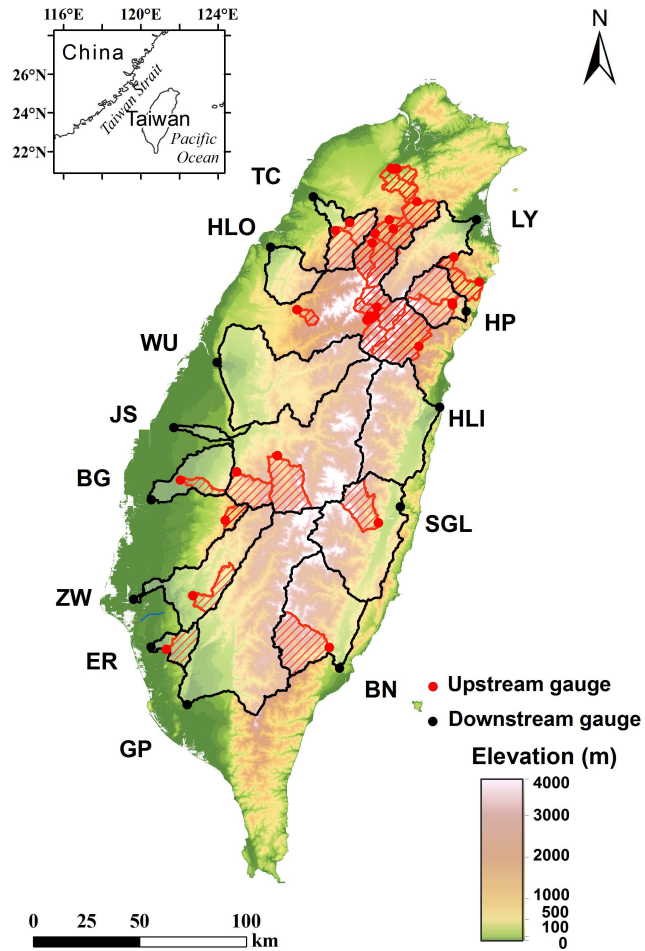 116°E 120°E 124°E
N
China
26°N
Taiwan Strait
24°N
Taiwan
Pacific
Ocean
22°N
TC
LY
HLO
HP
WU
HLI
JS
BG
SGL
ZW
ER
BN
Upstream gauge
Downstream gauge
GP
Elevation (m)
4000
3000
2000
1000
500
100
0
0 50 100
km